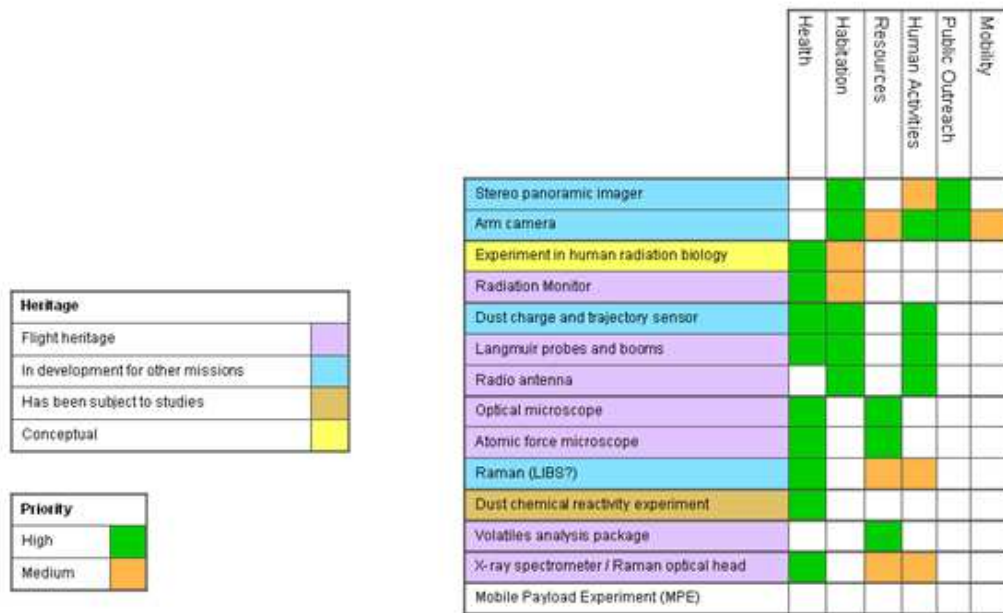 Health
Habitation
Resources
Human Activities
Public Outreach
Mobility
Stereo panoramic imager
Arm camera
Experiment in human radiation biology
Radiation Monitor
Dust charge and trajectory sensor
Langmuir probes and booms
Radio antenna
Optical microscope
Atomic force microscope
Raman (LIBS?)
Dust chemical reactivity experiment
Volatiles analysis package
X-ray spectrometer / Raman optical head
Mobile Payload Experiment (MPE)
Heritage
Flight heritage
In development for other missions
Has been subject to studies
Conceptual
Priority
High
Medium